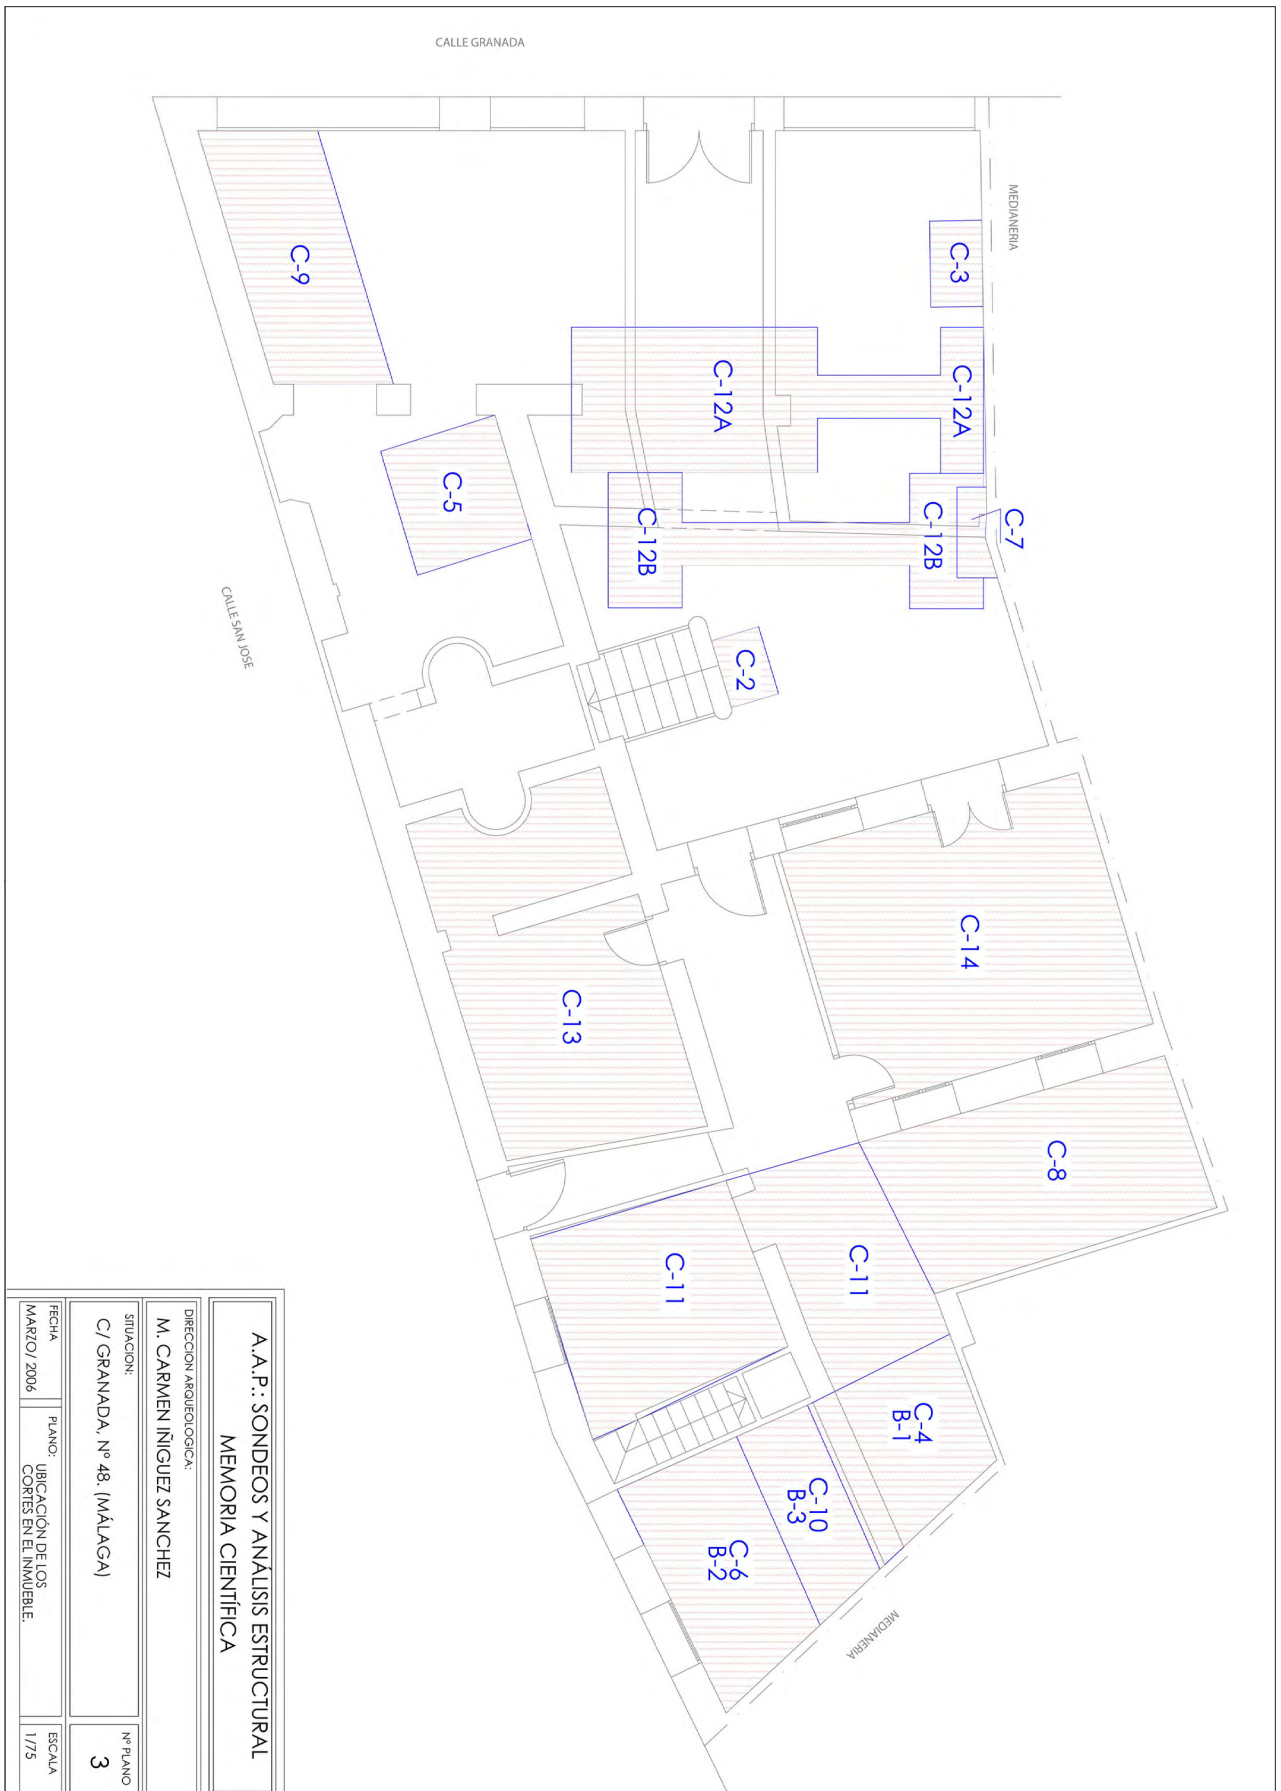 CALLE GRANADA
MEDIANERIA
C-3
C-9
C-12A
C-12A
C-5
C-7
C-12B
C-12B
CALLE SAN JOSE
C-2
C-14
C-13
C-8
C-11
C-11
C-4
B-1
C-10
B-3
C-6
B-2
MEDIANERIA
A.A.P.: SONDEOS Y ANÁLISIS ESTRUCTURAL
MEMORIA CIENTÍFICA
DIRECCION ARQUEOLOGICA:
M. CARMEN IÑIGUEZ SANCHEZ
SITUACION:
C/ GRANADA, Nº 48. (MÁLAGA)
Nº PLANO
3
FECHA
MARZO/ 2006
PLANO:
UBICACIÓN DE LOS
CORTES EN EL INMUEBLE.
ESCALA
1/75